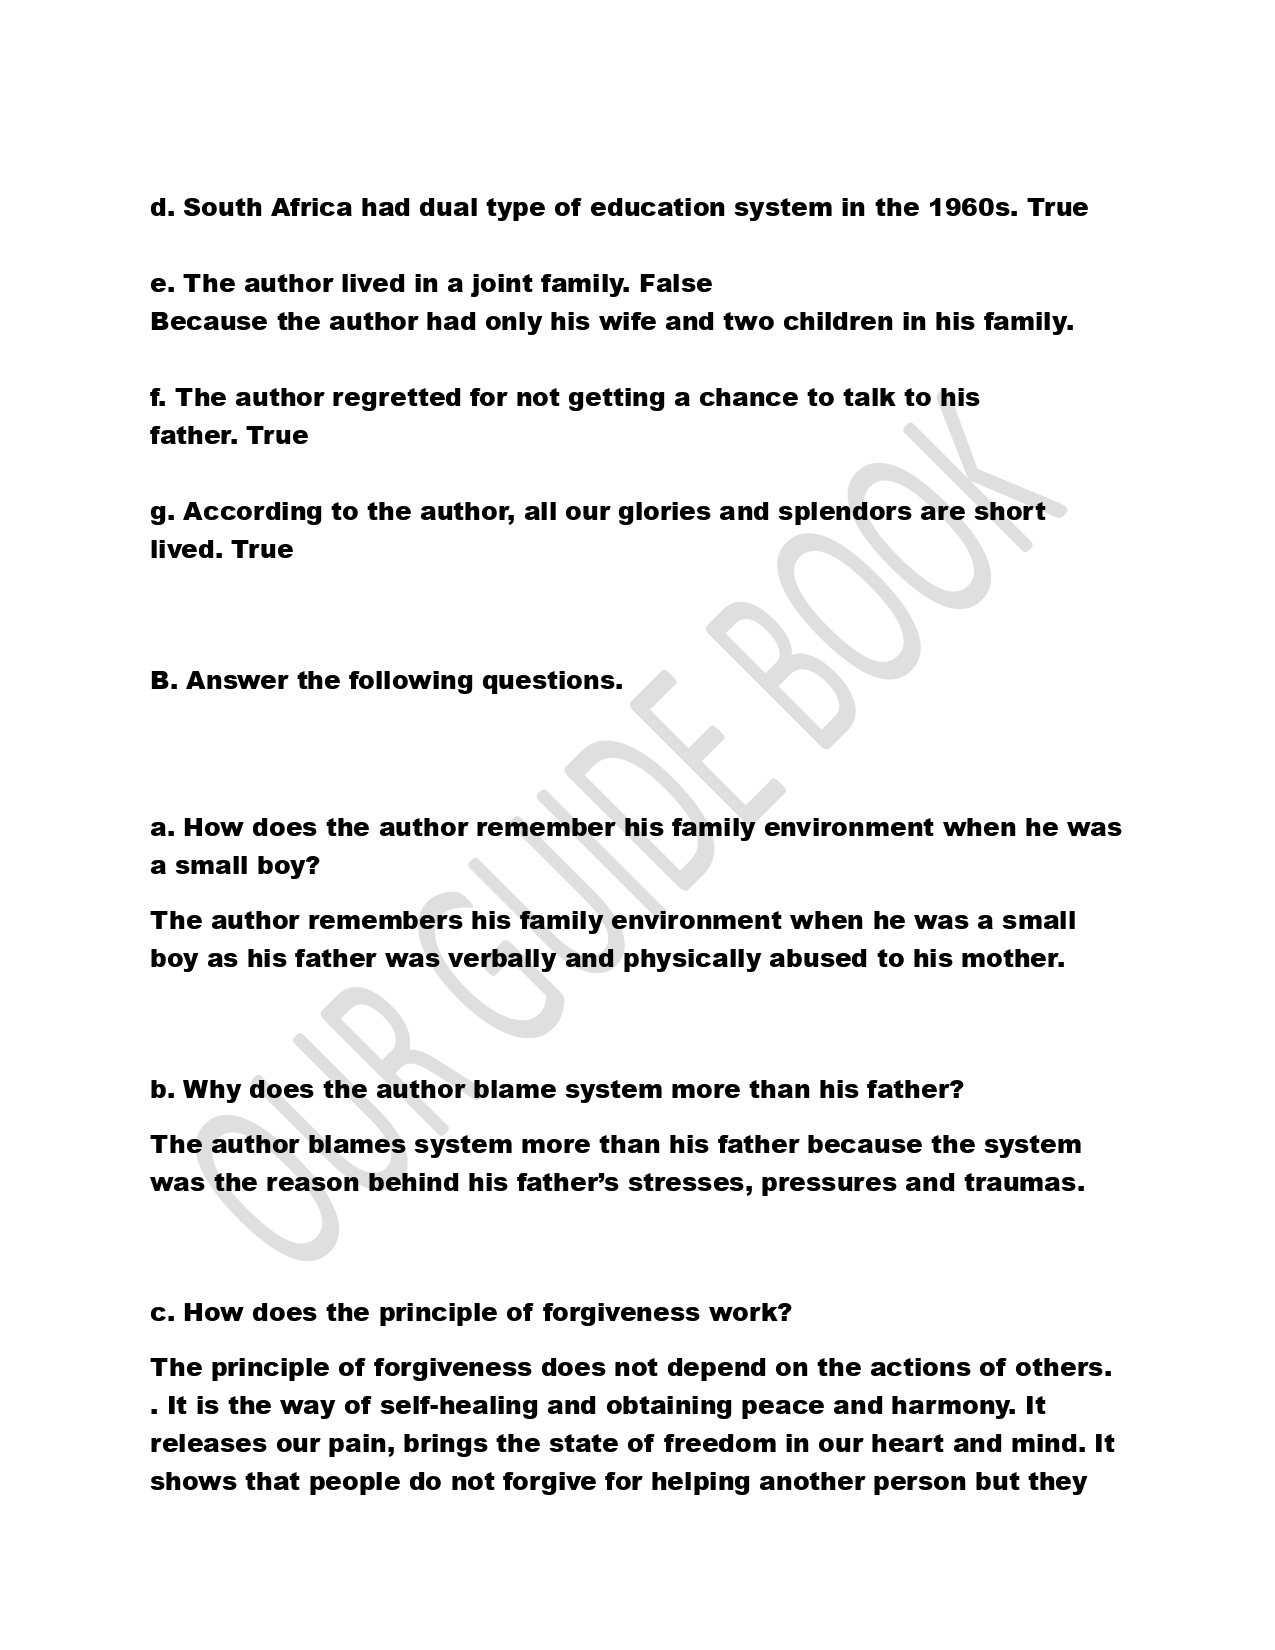 d. South Africa had dual type of education system in the 1960s. True
e. The author lived in a joint family. False
Because the author had only his wife and two children in his family.
f. The author regretted for not getting a chance to talk to his
father. True
g. According to the author, all our glories and splendors are short
lived. True
B. Answer the following questions.
a. How does the author remember his family environment when he was
a small boy?
The author remembers his family environment when he was a small
boy as his father was verbally and physically abused to his mother.
b. Why does the author blame system more than his father?
The author blames system more than his father because the system
was the reason behind his father’s stresses, pressures and traumas.
c. How does the principle of forgiveness work?
The principle of forgiveness does not depend on the actions of others.
. It is the way of self-healing and obtaining peace and harmony. It
releases our pain, brings the state of freedom in our heart and mind. It
shows that people do not forgive for helping another person but they
OUR GUIDE BOOK